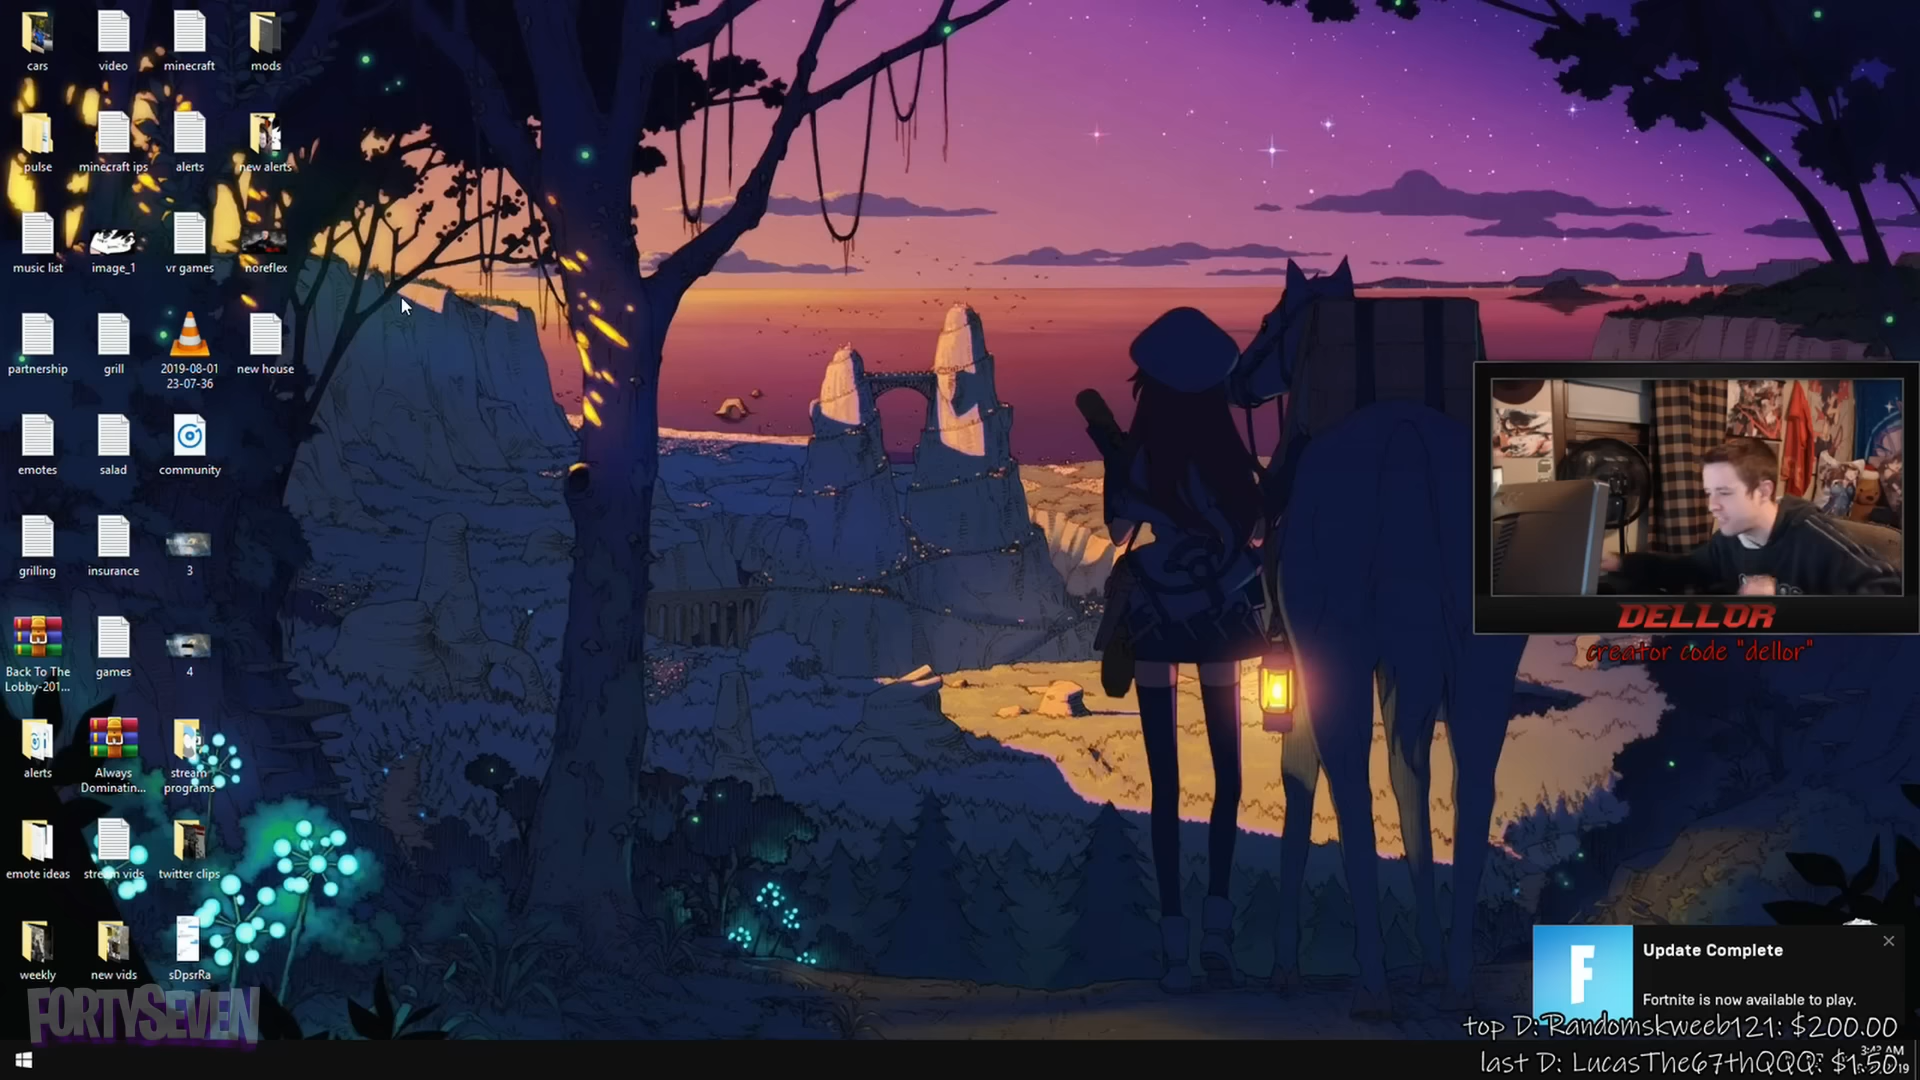 cars
video
minecraft
mods
pulse
minecraft ips
alerts
new alerts
music list
image_1
vr games
noreflex
partnership
grill
2019-08-01
23-07-36
new house
emotes
salad
community
grilling
insurance
3
Back To The
Lobby-201...
games
4
alerts
Always
Dominatin...
stream
programs
emote ideas
stream vids
twitter clips
weekly
new vids
sDpsrRa
FORTYSEVEN
DELLOR
creator code "dellor"
F
Update Complete
Fortnite is now available to play.
top D: Randomskweeb121: $200.00
last D: LucasThe67thQQQ: $1.50
3:42 AM